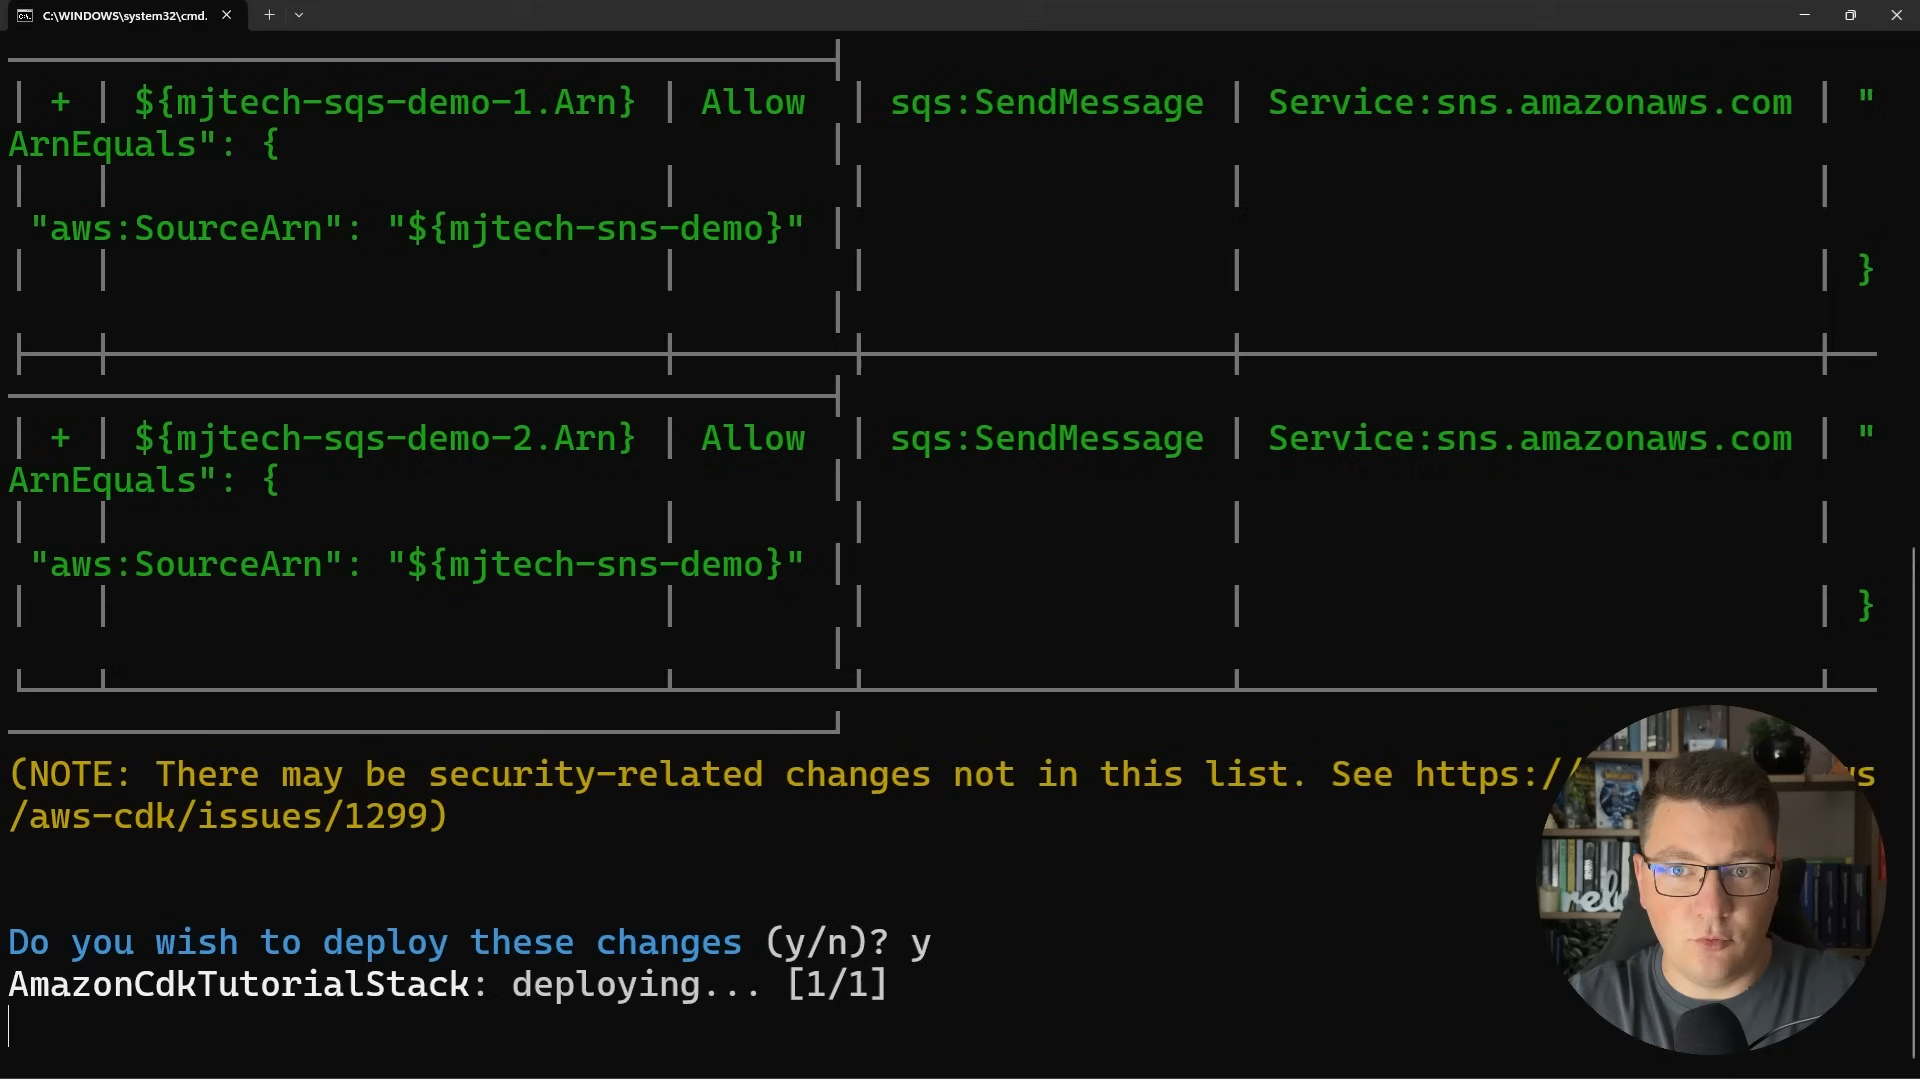 C:\WINDOWS\system32\cmd.
+ ${mjtech-sqs-demo-1.Arn} Allow sqs:SendMessage Service:sns.amazonaws.com "
ArnEquals": {
"aws:SourceArn": "${mjtech-sns-demo}"
}
+ ${mjtech-sqs-demo-2.Arn} Allow sqs:SendMessage Service:sns.amazonaws.com "
ArnEquals": {
"aws:SourceArn": "${mjtech-sns-demo}"
}
(NOTE: There may be security-related changes not in this list. See https://
/aws-cdk/issues/1299)
Do you wish to deploy these changes (y/n)? y
AmazonCdkTutorialStack: deploying... [1/1]